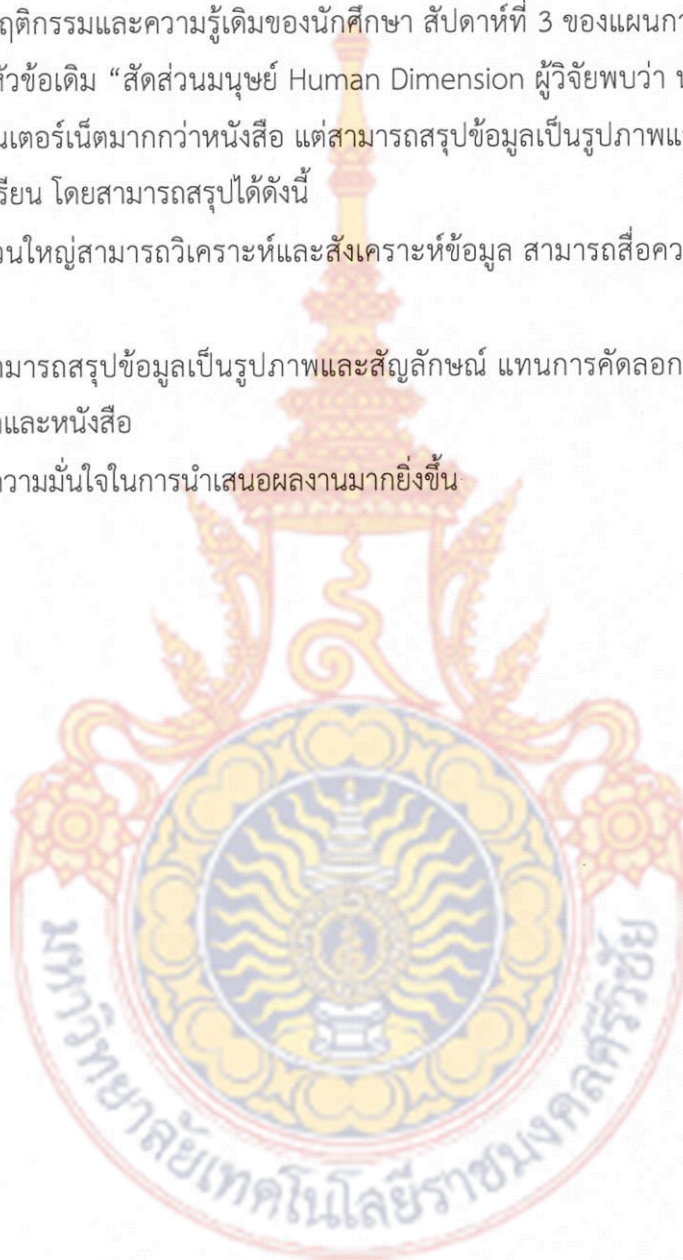 ฤติกรรมและความรู้เดิมของนักศึกษา สัปดาห์ที่ 3 ของแผนกา
หัวข้อเดิม “สัดส่วนมนุษย์ Human Dimension ผู้วิจัยพบว่า
นเตอร์เน็ตมากกว่าหนังสือ แต่สามารถสรุปข้อมูลเป็นรูปภาพแ
รียน โดยสามารถสรุปได้ดังนี้
วนใหญ่สามารถวิเคราะห์และสังเคราะห์ข้อมูล สามารถสื่อคว
ามารถสรุปข้อมูลเป็นรูปภาพและสัญลักษณ์ แทนการคัดลอก
และหนังสือ
วามมั่นใจในการนำเสนอผลงานมากยิ่งขึ้น
มหาวิทยาลัยเทคโนโลยีราชมงคลศรีวิชัย